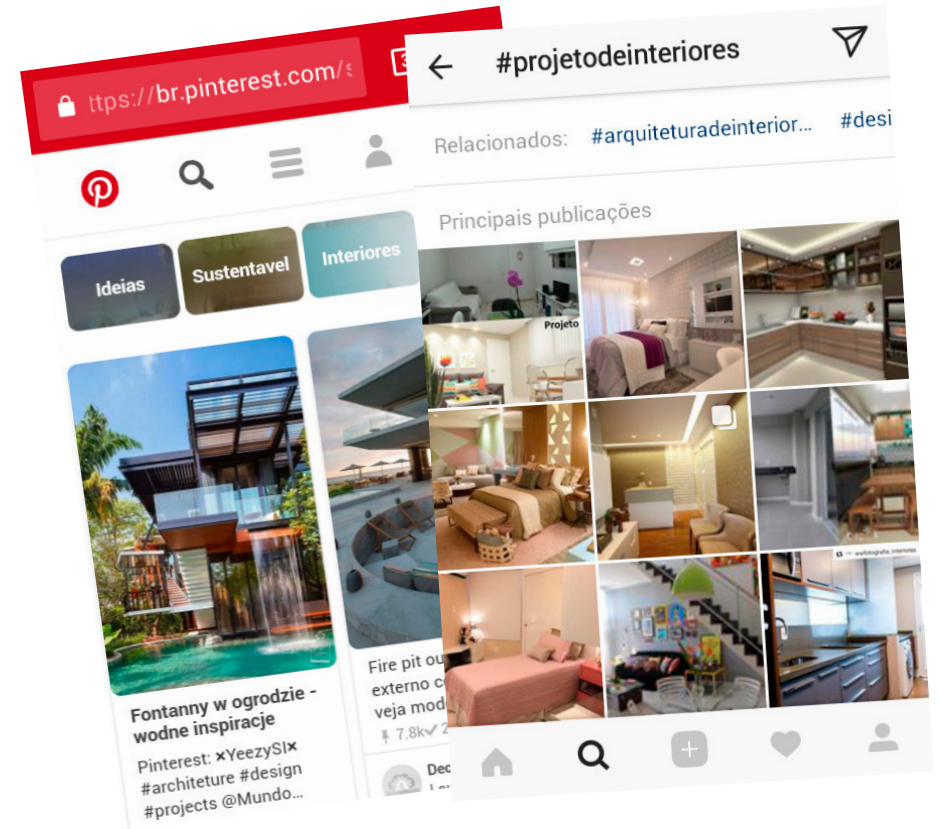 ttps://br.pinterest.com/s
Ideias
Sustentavel
Interiores
Fontanny w ogrodzie -
wodne inspiracje
Pinterest: ×YeezySI×
#architeture #design
#projects @Mundo...
Fire pit ou
externo c
veja mod
7.8k
Dec
#projetodeinteriores
Relacionados: #arquiteturadeinterior... #desi
Principais publicações
Projeto